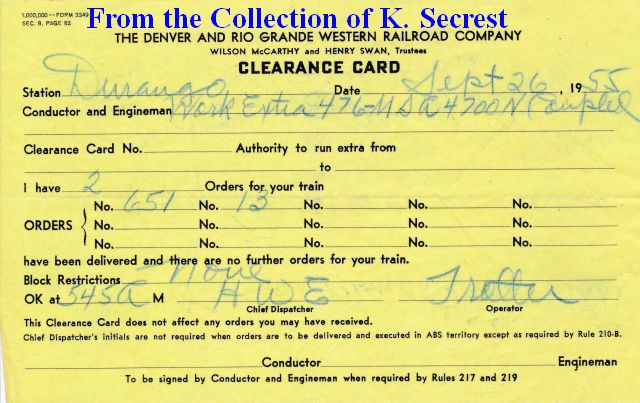 1,000,000—FORM 3249
SEC. 8, PAGE 82
From the Collection of K. Secrest
THE DENVER AND RIO GRANDE WESTERN RAILROAD COMPANY
WILSON McCARTHY and HENRY SWAN, Trustees
CLEARANCE CARD
Station Durango Date Sept 26, 1955
Conductor and Engineman Work Extra 476 4700N Coupled
Clearance Card No. Authority to run extra from
to
I have 2 Orders for your train
No. 651 No. 13 No. No. No.
ORDERS { No. No. No. No. No.
No. No. No. No. No.
have been delivered and there are no further orders for your train.
Block Restrictions None
OK at 545A M HWE Trotter
Chief Dispatcher Operator
This Clearance Card does not affect any orders you may have received.
Chief Dispatcher's initials are not required when orders are to be delivered and executed in ABS territory except as required by Rule 210-B.
Conductor Engineman
To be signed by Conductor and Engineman when required by Rules 217 and 219